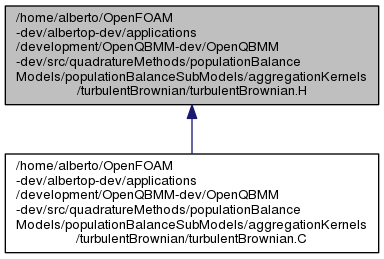 /home/alberto/OpenFOAM
-dev/albertop-dev/applications
/development/OpenQBMM-dev/OpenQBMM
-dev/src/quadratureMethods/populationBalance
Models/populationBalanceSubModels/aggregationKernels
/turbulentBrownian/turbulentBrownian.H
/home/alberto/OpenFOAM
-dev/albertop-dev/applications
/development/OpenQBMM-dev/OpenQBMM
-dev/src/quadratureMethods/populationBalance
Models/populationBalanceSubModels/aggregationKernels
/turbulentBrownian/turbulentBrownian.C